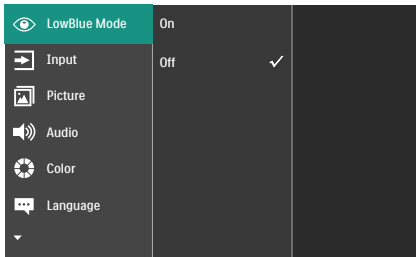 LowBlue Mode
On
Input
Off
Picture
Audio
Color
Language